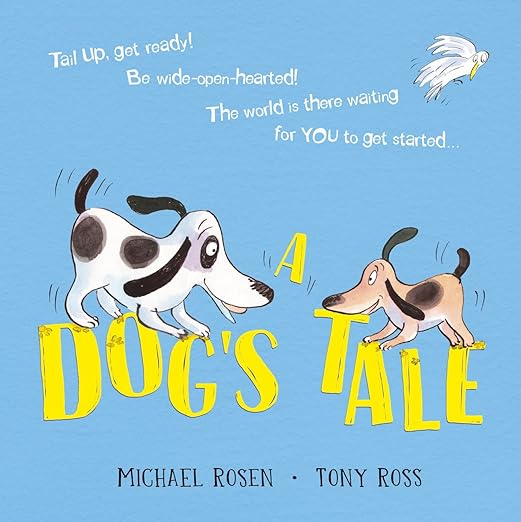 Tail up, get ready!
Be wide-open-hearted!
The world is there waiting
for YOU to get started...
A
DOG'S TALE
MICHAEL ROSEN · TONY ROSS